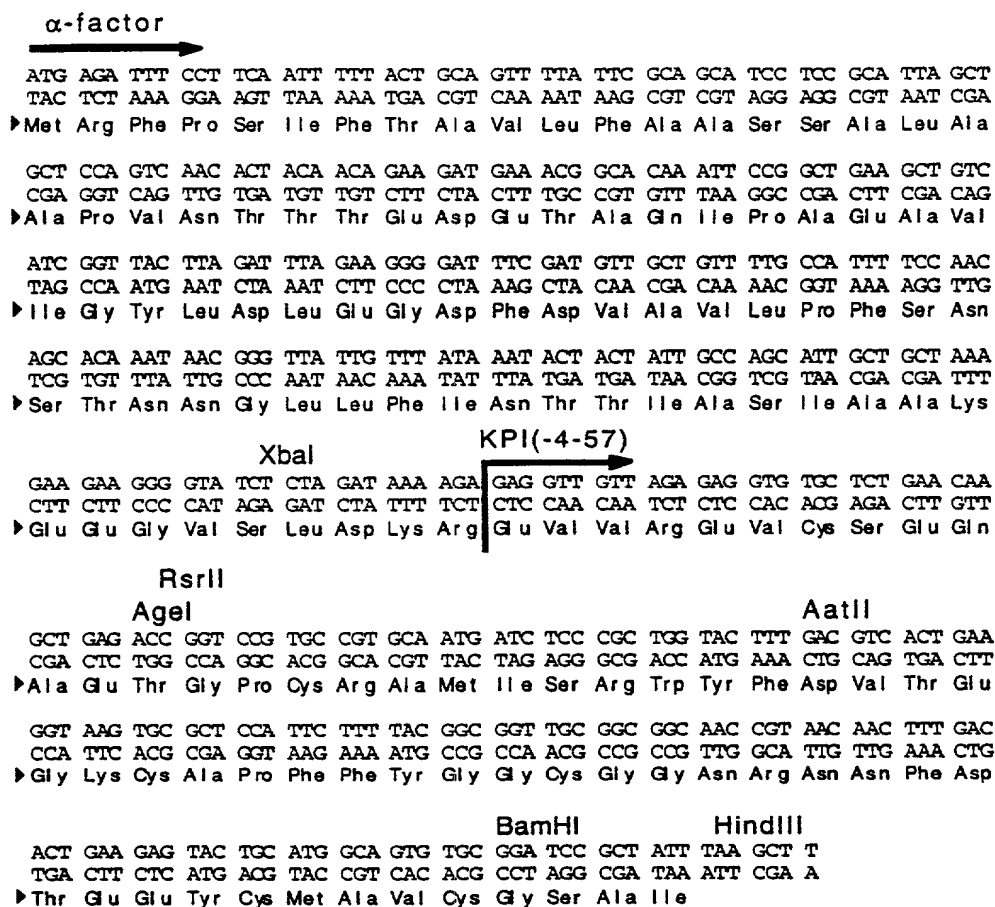 α-factor
ATG AGA TTT CCT TCA ATT TTT ACT GCA GTT TTA TTC GCA GCA TCC TCC GCA TTA GCT
TAC TCT AAA GGA AGT TAA AAA TGA CGT CAA AAT AAG CGT CGT AGG AGG CGT AAT CGA
Met Arg Phe Pro Ser Ile Phe Thr Ala Val Leu Phe Ala Ala Ser Ser Ala Leu Ala
GCT CCA GTC AAC ACT ACA ACA GAA GAT GAA ACG GCA CAA ATT CCG GCT GAA GCT GTC
CGA GGT CAG TTG TGA TGT TGT CTT CTA CTT TGC CGT GTT TAA GGC CGA CTT CGA CAG
Ala Pro Val Asn Thr Thr Thr Glu Asp Glu Thr Ala Gln Ile Pro Ala Glu Ala Val
ATC GGT TAC TTA GAT TTA GAA GGG GAT TTC GAT GTT GCT GTT TTG CCA TTT TCC AAC
TAG CCA ATG AAT CTA AAT CTT CCC CTA AAG CTA CAA CGA CAA AAC GGT AAA AGG TTG
Ile Gly Tyr Leu Asp Leu Glu Gly Asp Phe Asp Val Ala Val Leu Pro Phe Ser Asn
AGC ACA AAT AAC GGG TTA TTG TTT ATA AAT ACT ACT ATT GCC AGC ATT GCT GCT AAA
TCG TGT TTA TTG CCC AAT AAC AAA TAT TTA TGA TGA TAA CGG TCG TAA CGA CGA TTT
Ser Thr Asn Asn Gly Leu Leu Phe Ile Asn Thr Thr Ile Ala Ser Ile Ala Ala Lys
XbaI KPI(-4-57)
GAA GAA GGG GTA TCT CTA GAT AAA AGA GAG GTT GTT AGA GAG GTG TGC TCT GAA CAA
CTT CTT CCC CAT AGA GAT CTA TTT TCT CTC CAA CAA TCT CTC CAC ACG AGA CTT GTT
Glu Glu Gly Val Ser Leu Asp Lys Arg Glu Val Val Arg Glu Val Cys Ser Glu Gln
RsrII
AgeI AatII
GCT GAG ACC GGT CCG TGC CGT GCA ATG ATC TCC CGC TGG TAC TTT GAC GTC ACT GAA
CGA CTC TGG CCA GGC ACG GCA CGT TAC TAG AGG GCG ACC ATG AAA CTG CAG TGA CTT
Ala Glu Thr Gly Pro Cys Arg Ala Met Ile Ser Arg Trp Tyr Phe Asp Val Thr Glu
GGT AAG TGC GCT CCA TTC TTT TAC GGC GGT TGC GGC GGC AAC CGT AAC AAC TTT GAC
CCA TTC ACG CGA GGT AAG AAA ATG CCG CCA ACG CCG CCG TTG GCA TTG TTG AAA CTG
Gly Lys Cys Ala Pro Phe Phe Tyr Gly Gly Cys Gly Gly Asn Arg Asn Asn Phe Asp
BamHI HindIII
ACT GAA GAG TAC TGC ATG GCA GTG TGC GGA TCC GCT ATT TAA GCT T
TGA CTT CTC ATG ACG TAC CGT CAC ACG CCT AGG CGA TAA ATT CGA A
Thr Glu Glu Tyr Cys Met Ala Val Cys Gly Ser Ala Ile